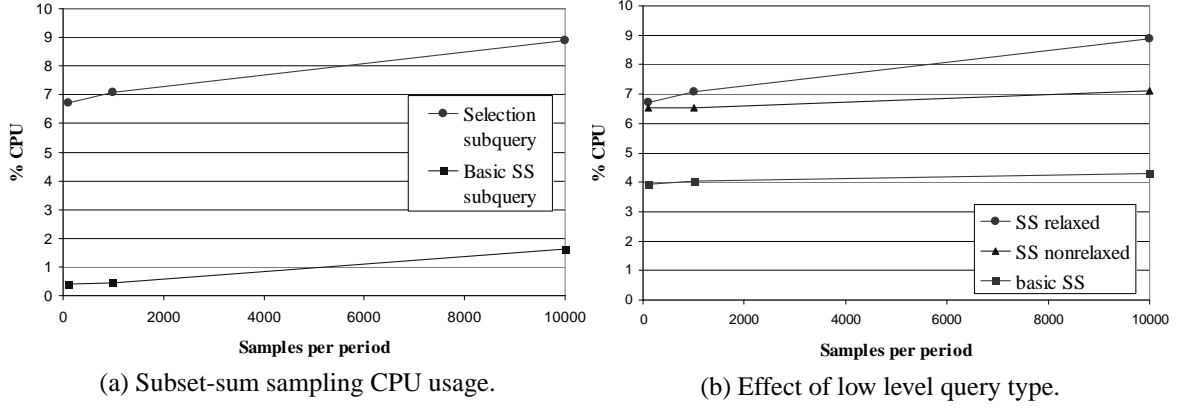 10
9
8
7
6
5
4
3
2
1
0
% CPU
Selection
subquery
Basic SS
subquery
0 2000 4000 6000 8000 10000
Samples per period
(a) Subset-sum sampling CPU usage.
10
9
8
7
6
5
4
3
2
1
0
% CPU
SS relaxed
SS nonrelaxed
basic SS
0 2000 4000 6000 8000 10000
Samples per period
(b) Effect of low level query type.